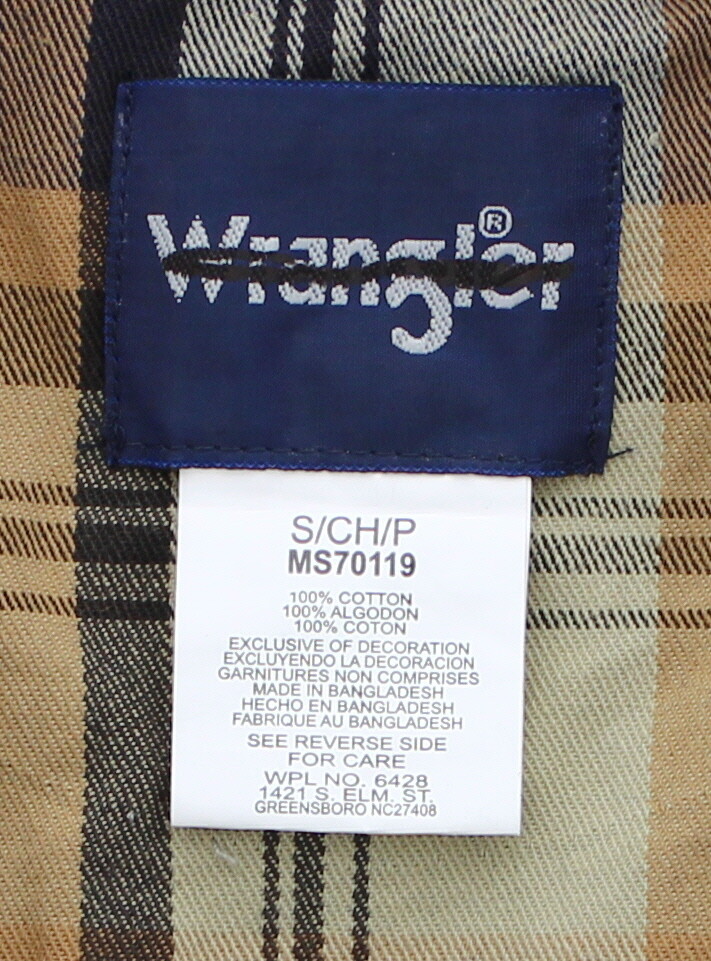 Wrangler®
S/CH/P
MS70119
100% COTTON
100% ALGODON
100% COTON
EXCLUSIVE OF DECORATION
EXCLUYENDO LA DECORACION
GARNITURES NON COMPRISES
MADE IN BANGLADESH
HECHO EN BANGLADESH
FABRIQUE AU BANGLADESH
SEE REVERSE SIDE
FOR CARE
WPL NO. 6428
1421 S. ELM. ST.
GREENSBORO NC27408